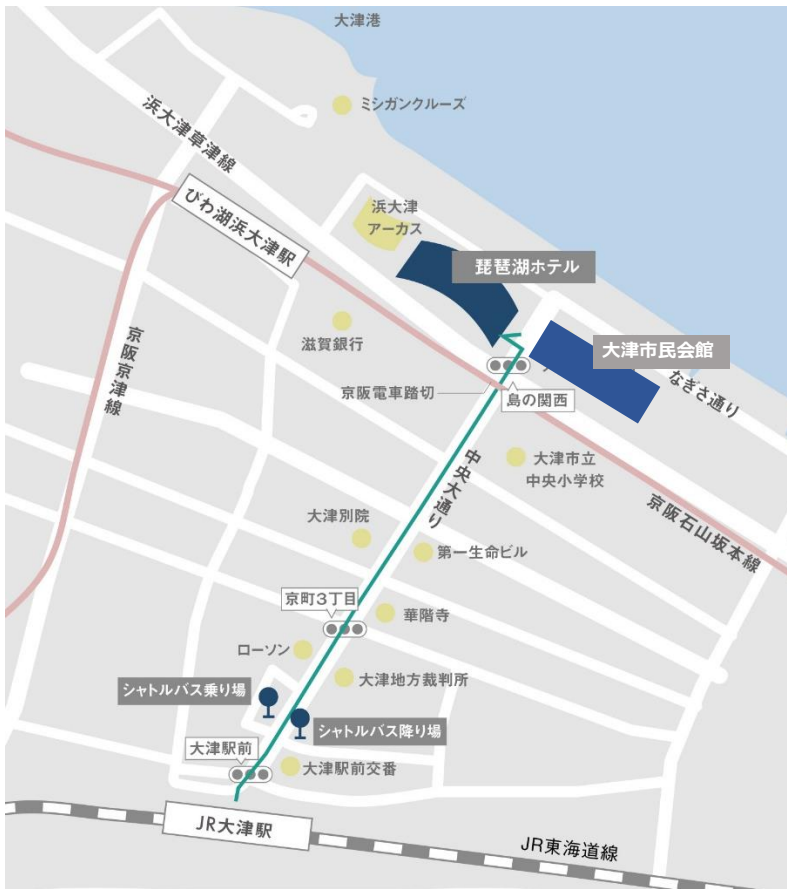 大津港
ミシガンクルーズ
浜大津草津線
びわ湖浜大津駅
浜大津
アーカス
琵琶湖ホテル
大津市民会館
なぎさ通り
滋賀銀行
京阪京津線
京阪電車踏切
島の関西
大津市立
中央小学校
中央大通り
京阪石山坂本線
大津別院
第一生命ビル
京町3丁目
華階寺
ローソン
大津地方裁判所
シャトルバス乗り場
シャトルバス降り場
大津駅前
大津駅前交番
JR大津駅
JR東海道線